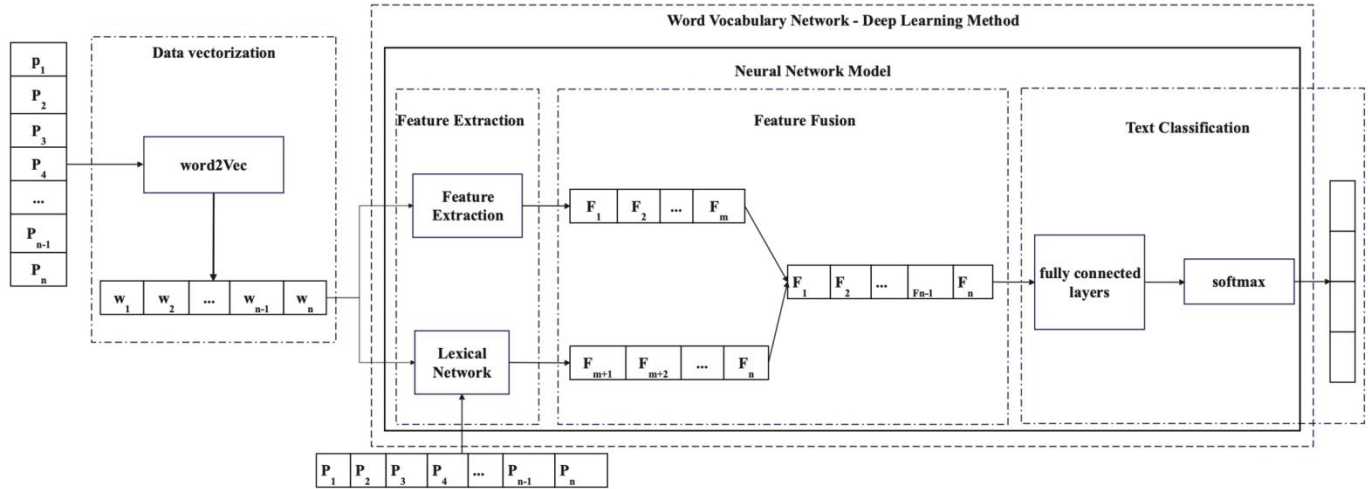 Word Vocabulary Network - Deep Learning Method
Data vectorization
Neural Network Model
p1
P2
P3
P4
...
Pn-1
Pn
word2Vec
w1 w2 ... wn-1 wn
Feature Extraction
Feature
Extraction
Lexical
Network
Feature Fusion
F1 F2 ... Fm
Fm+1 Fm+2 ... Fn
F1 F2 ... Fn-1 Fn
Text Classification
fully connected
layers
softmax
P1 P2 P3 P4 ... Pn-1 Pn